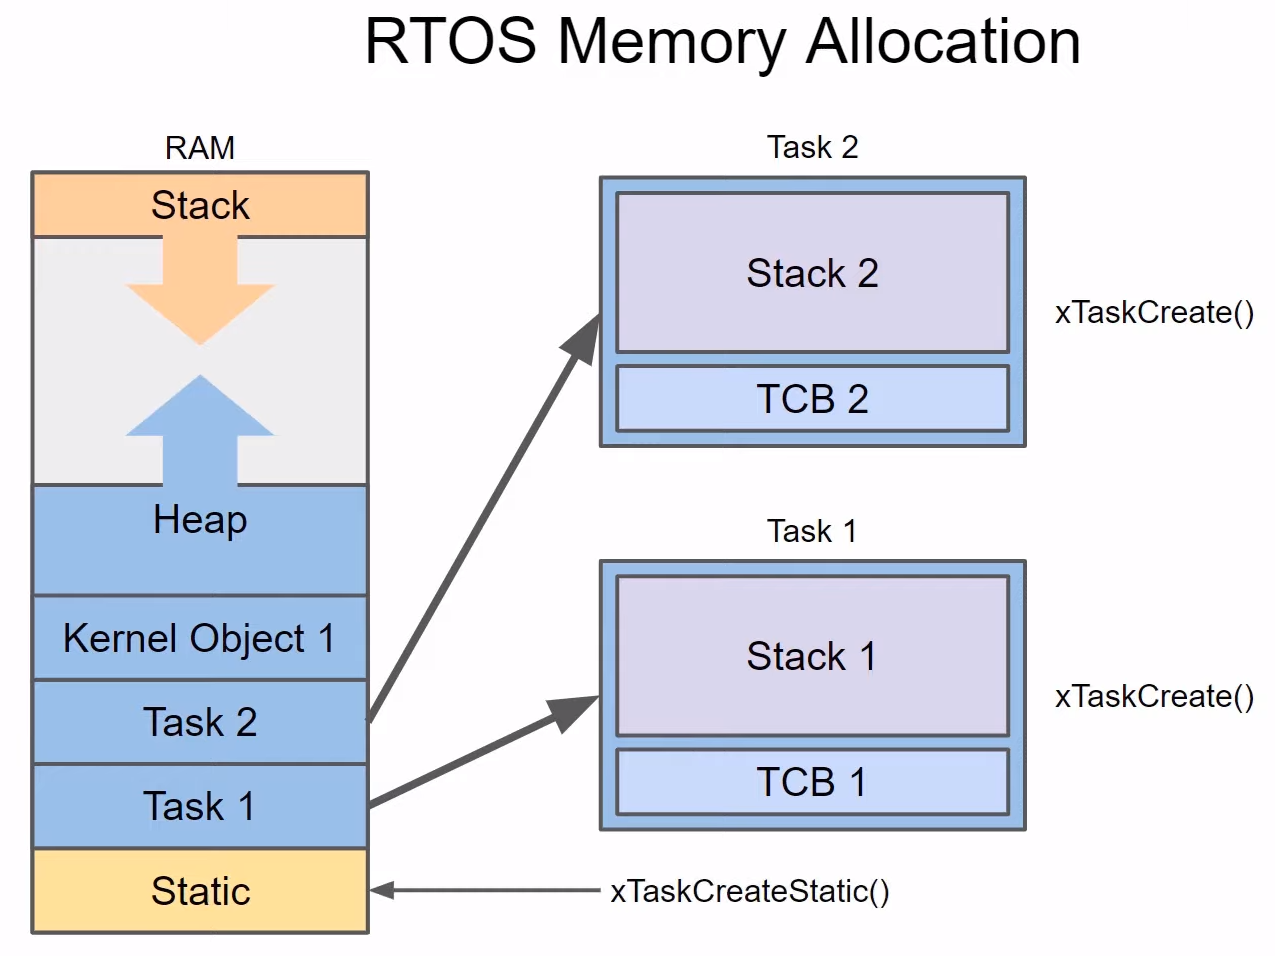 RTOS Memory Allocation
RAM
Stack
Heap
Kernel Object 1
Task 2
Task 1
Static
Task 2
Stack 2
TCB 2
xTaskCreate()
Task 1
Stack 1
TCB 1
xTaskCreate()
xTaskCreateStatic()